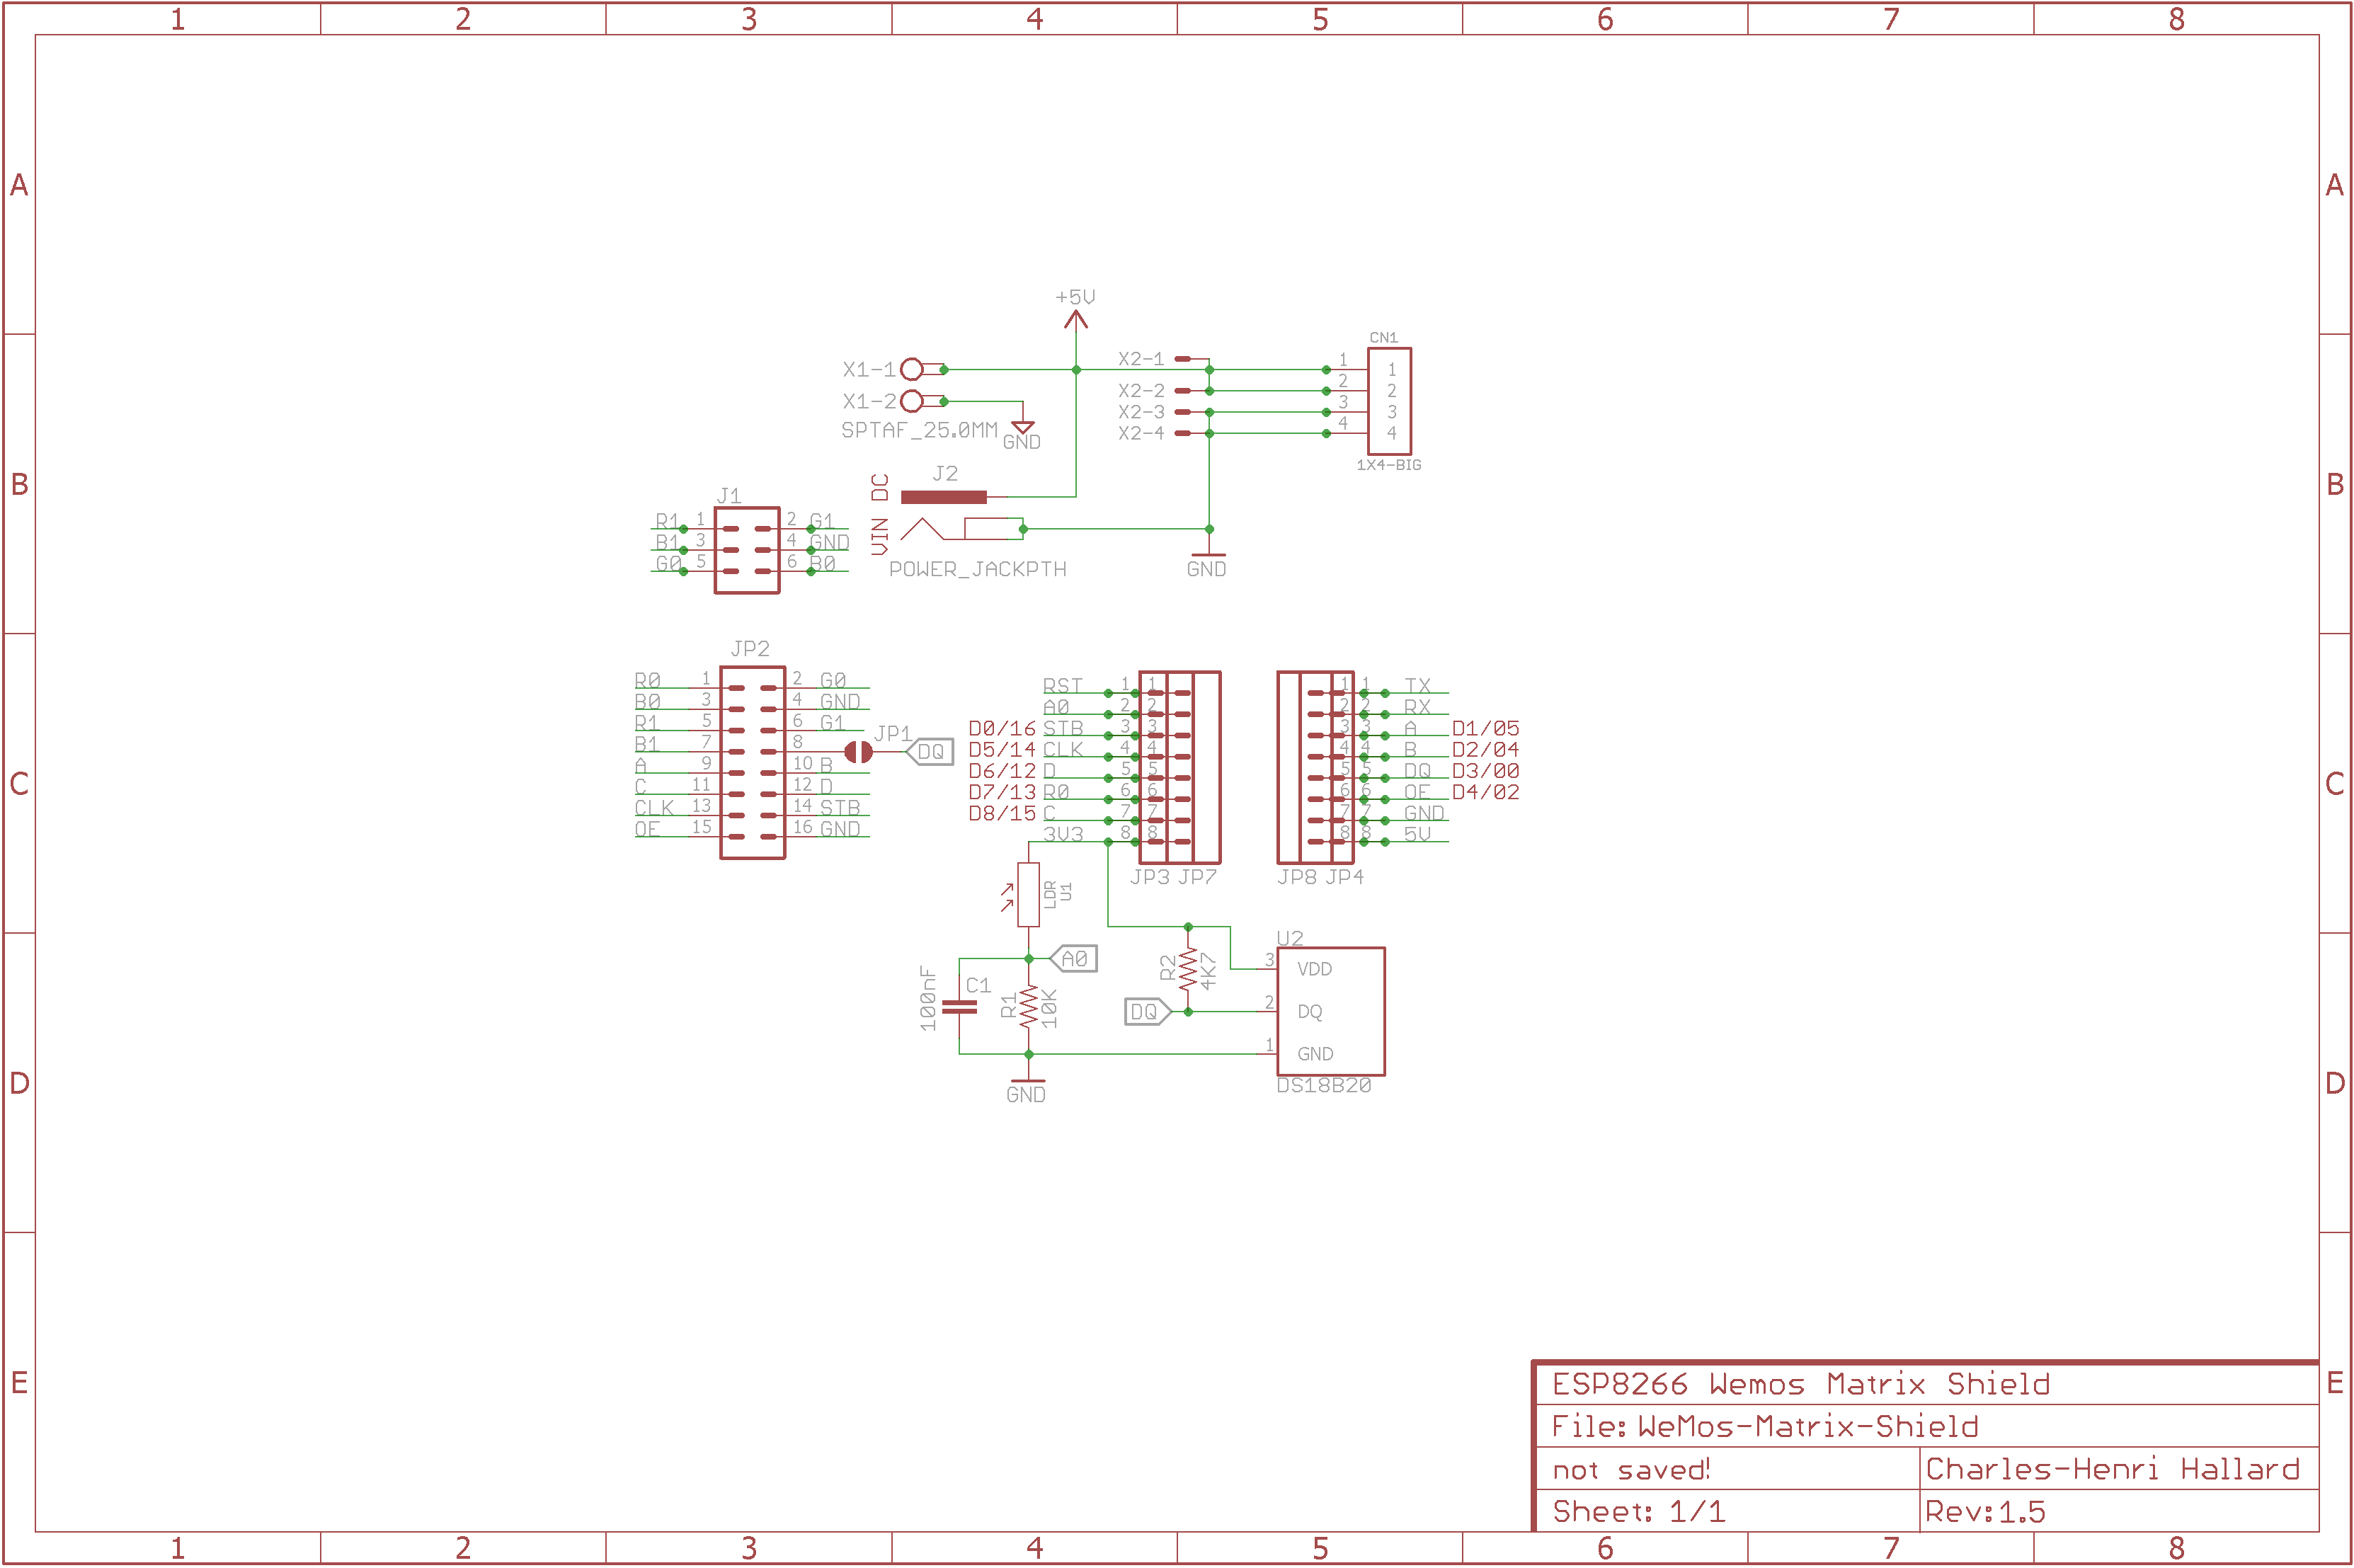 1 2 3 4 5 6 7 8
A A
+5V
CN1
X1-1 X2-1 1 1
X2-2 2 2
X1-2 X2-3 3 3
SPTAF_25.0MM GND X2-4 4 4
1X4-BIG
B B
VIN DC J2
J1
R1 1 2 G1
B1 3 4 GND
G0 5 6 B0
POWER_JACKPTH GND
JP2
R0 1 2 G0
B0 3 4 GND
R1 5 6 G1
B1 7 8 JP1 DQ
A 9 10 B
C 11 12 D
CLK 13 14 STB
OE 15 16 GND
RST 1 1
A0 2 2
D0/16 STB 3 3
D5/14 CLK 4 4
D6/12 D 5 5
D7/13 R0 6 6
D8/15 C 7 7
3V3 8 8
JP3 JP7
1 1 TX
2 2 RX
3 3 A D1/05
4 4 B D2/04
5 5 DQ D3/00
6 6 OE D4/02
7 7 GND
8 8 5V
JP8 JP4
C C
LDR
U1
A0
100nF C1 R1 10K
GND
R2 4K7
DQ
U2
3 VDD
2 DQ
1 GND
DS18B20
D D
E E
ESP8266 Wemos Matrix Shield
File: WeMos-Matrix-Shield
not saved! Charles-Henri Hallard
Sheet: 1/1 Rev:1.5
1 2 3 4 5 6 7 8